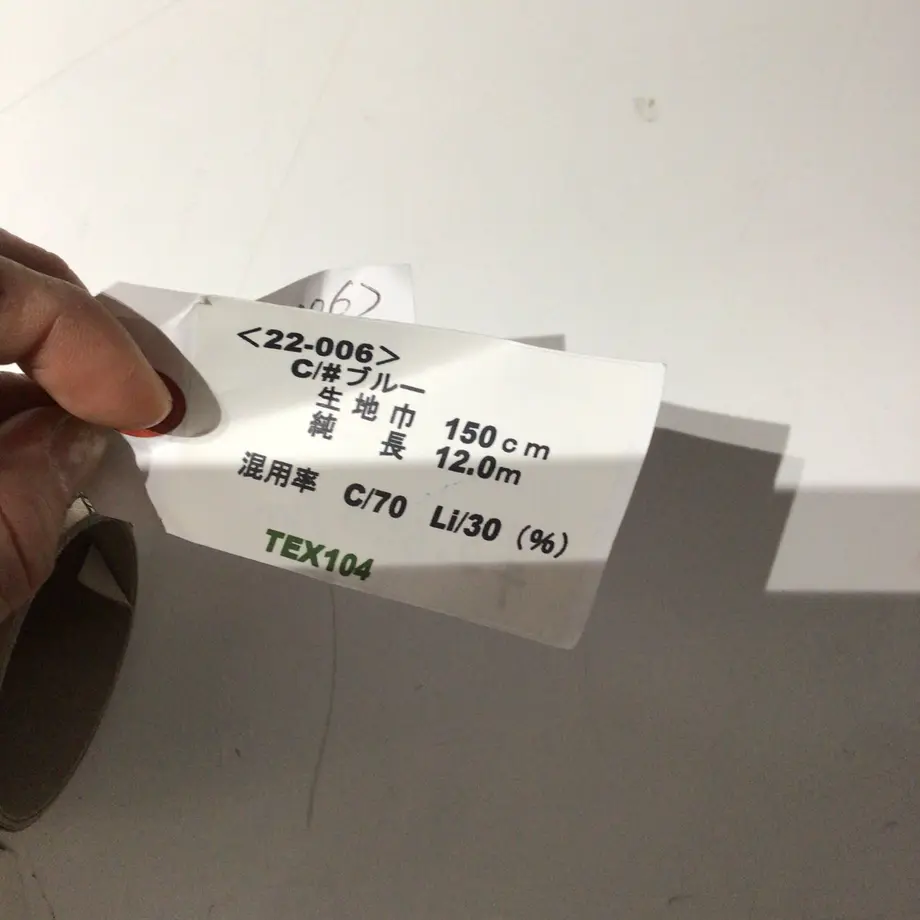 <22-006>
C/#ブルー
生地巾 150cm
純長 12.0m
混用率 C/70 Li/30 (%)
TEX104